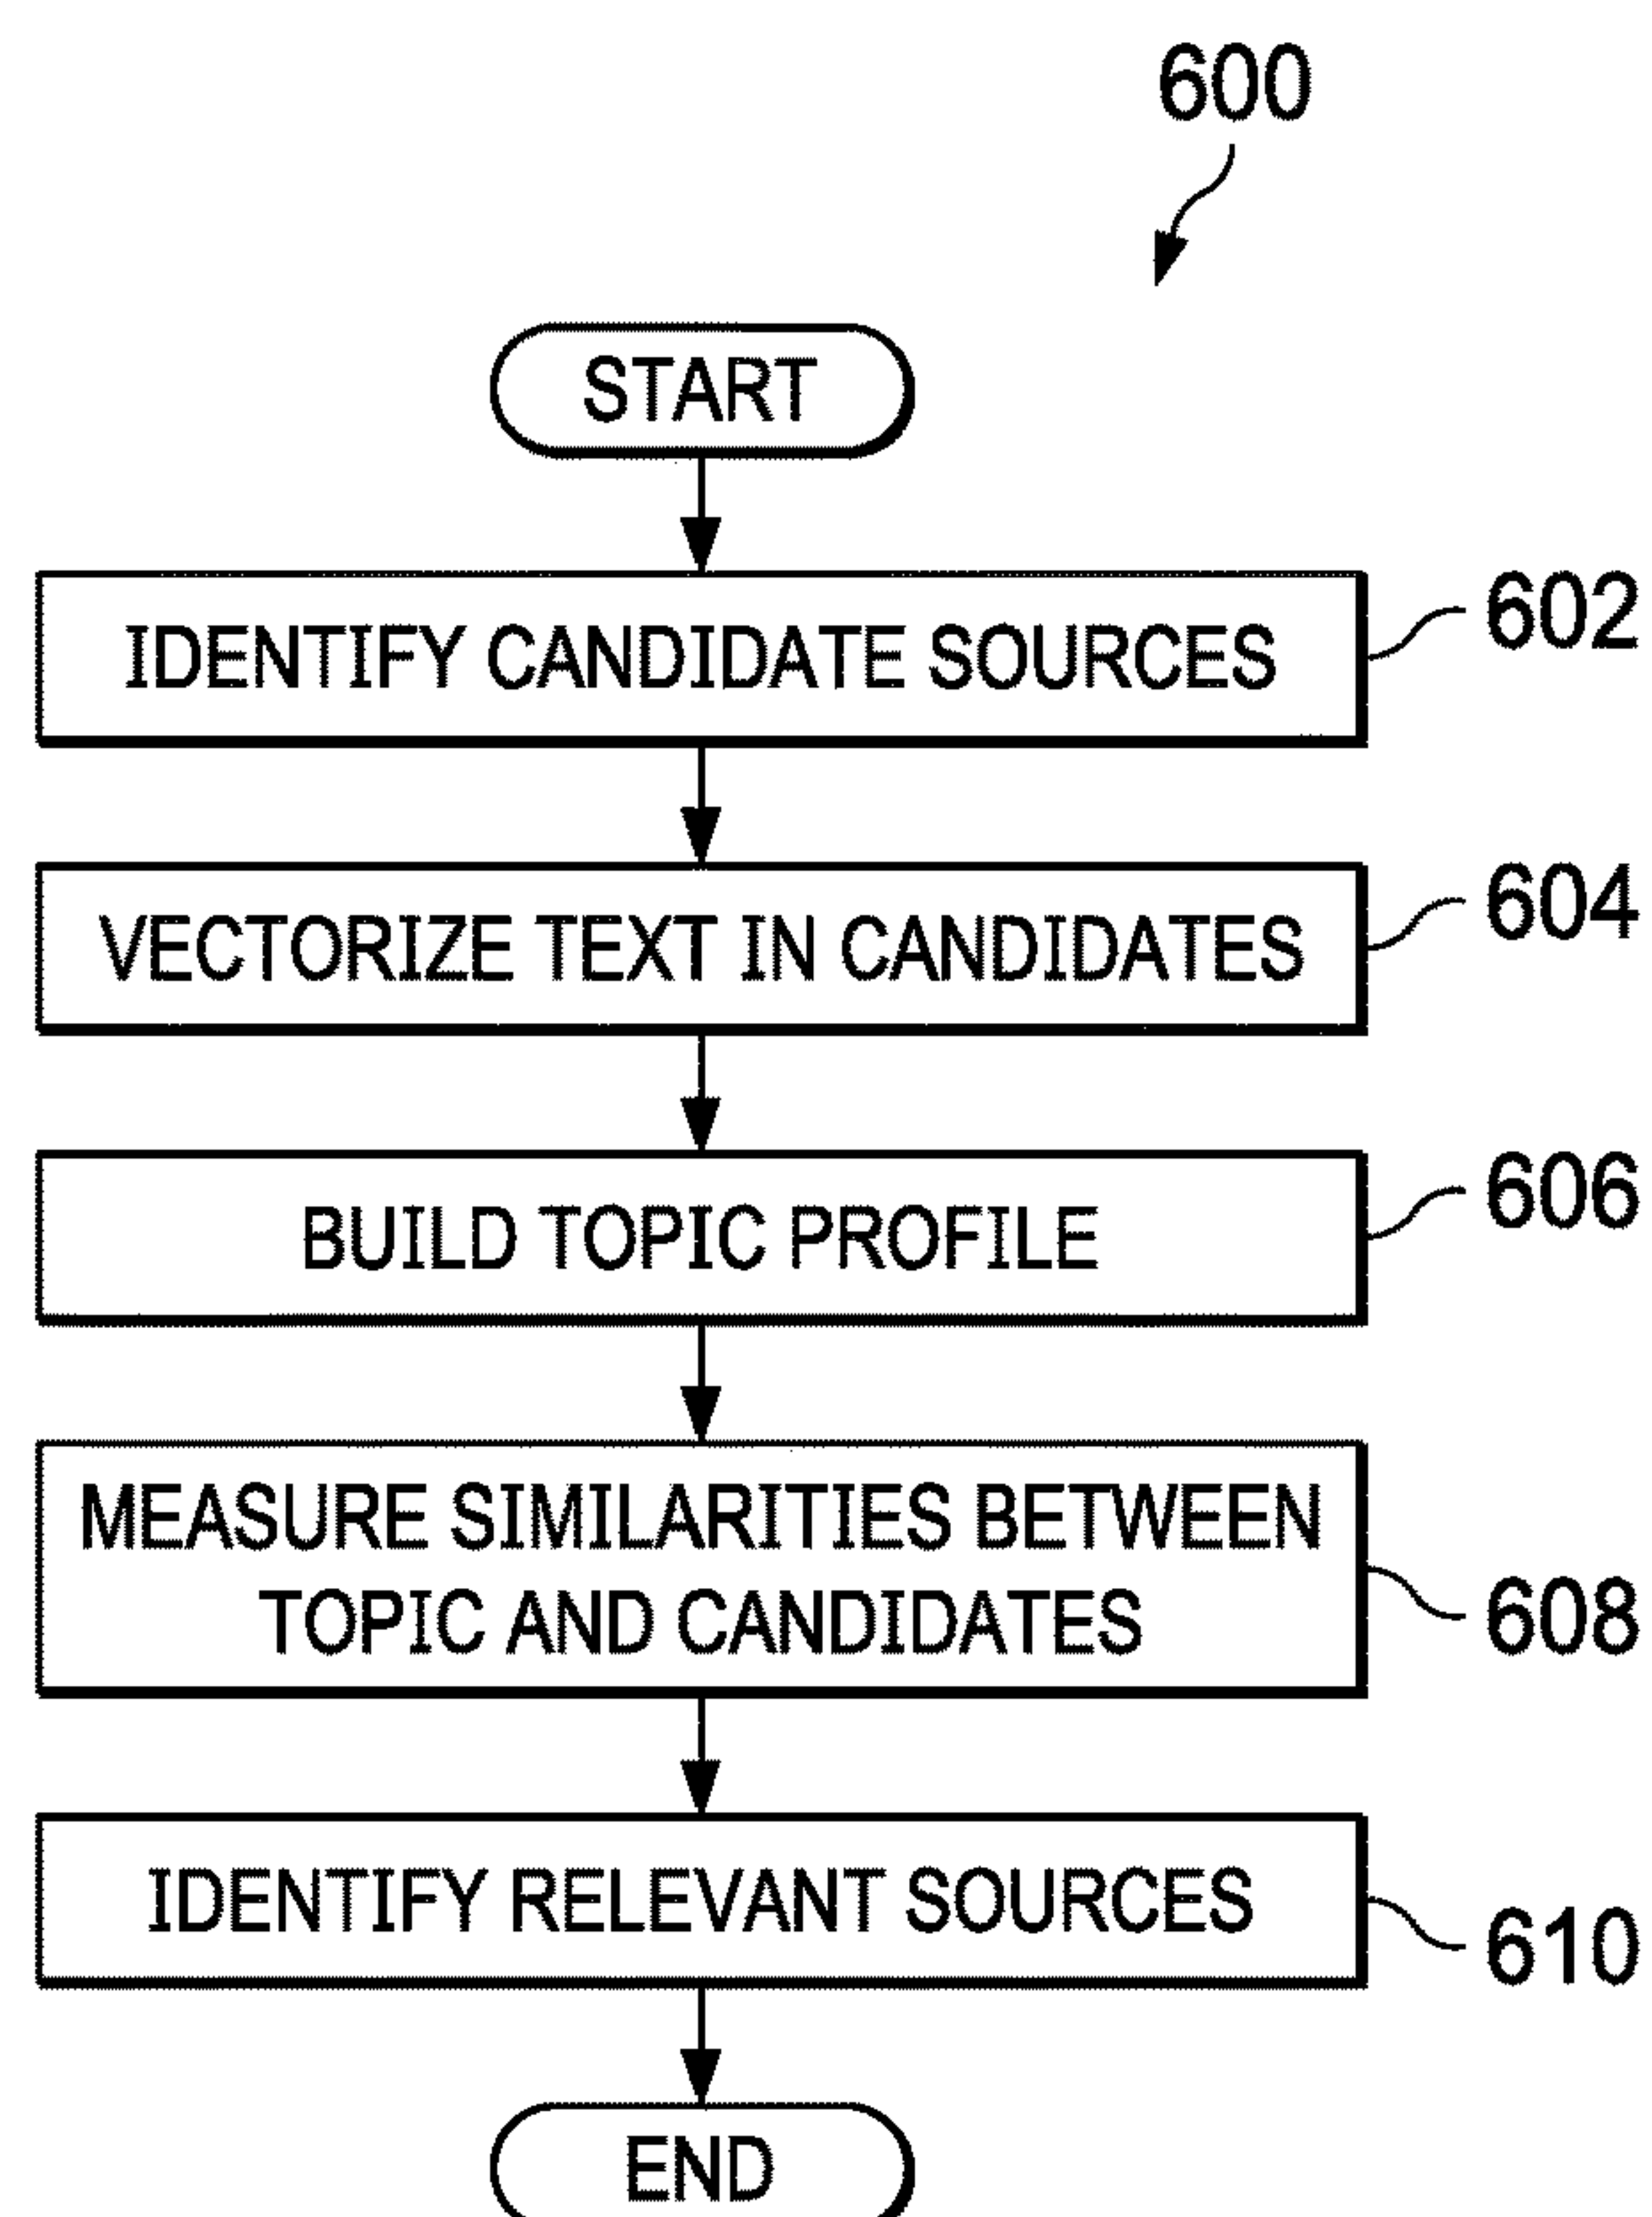 600
START
IDENTIFY CANDIDATE SOURCES
602
VECTORIZE TEXT IN CANDIDATES
604
BUILD TOPIC PROFILE
606
MEASURE SIMILARITIES BETWEEN
TOPIC AND CANDIDATES
608
IDENTIFY RELEVANT SOURCES
610
END